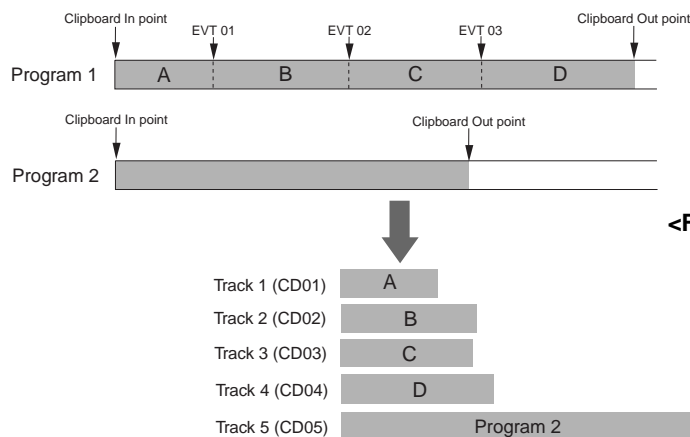 Clipboard In point EVT 01 EVT 02 EVT 03 Clipboard Out point
Program 1 A B C D
Clipboard In point Clipboard Out point
Program 2
<F
Track 1 (CD01) A
Track 2 (CD02) B
Track 3 (CD03) C
Track 4 (CD04) D
Track 5 (CD05) Program 2